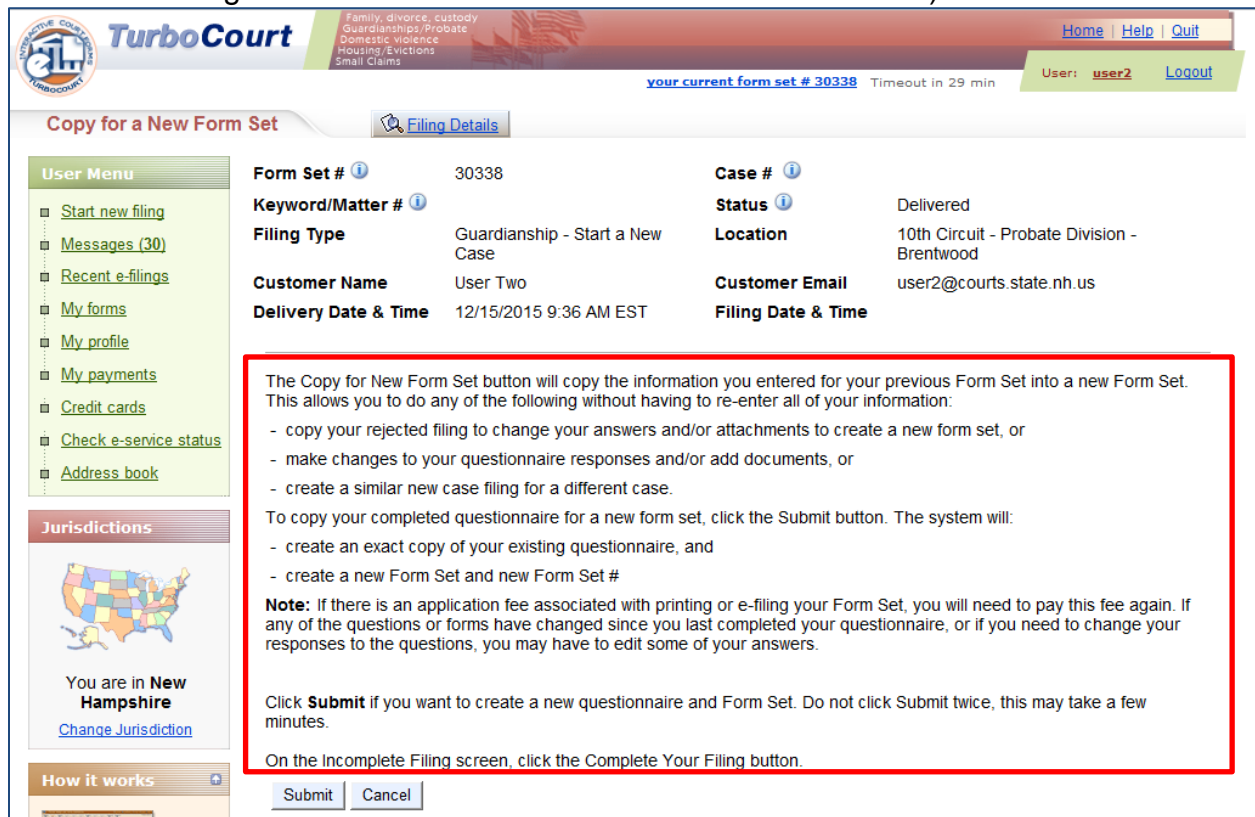 TurboCourt
Family, divorce, custody
Guardianships/Probate
Domestic violence
Housing/Evictions
Small Claims
Home | Help | Quit
your current form set # 30338 Timeout in 29 min
User: user2 Logout
Copy for a New Form Set
Filing Details
User Menu
Start new filing
Messages (30)
Recent e-filings
My forms
My profile
My payments
Credit cards
Check e-service status
Address book
Jurisdictions
You are in New
Hampshire
Change Jurisdiction
How it works
Form Set # 30338 Case #
Keyword/Matter # Status Delivered
Filing Type Guardianship - Start a New Location 10th Circuit - Probate Division -
Case Brentwood
Customer Name User Two Customer Email user2@courts.state.nh.us
Delivery Date & Time 12/15/2015 9:36 AM EST Filing Date & Time
The Copy for New Form Set button will copy the information you entered for your previous Form Set into a new Form Set.
This allows you to do any of the following without having to re-enter all of your information:
- copy your rejected filing to change your answers and/or attachments to create a new form set, or
- make changes to your questionnaire responses and/or add documents, or
- create a similar new case filing for a different case.
To copy your completed questionnaire for a new form set, click the Submit button. The system will:
- create an exact copy of your existing questionnaire, and
- create a new Form Set and new Form Set #
Note: If there is an application fee associated with printing or e-filing your Form Set, you will need to pay this fee again. If
any of the questions or forms have changed since you last completed your questionnaire, or if you need to change your
responses to the questions, you may have to edit some of your answers.
Click Submit if you want to create a new questionnaire and Form Set. Do not click Submit twice, this may take a few
minutes.
On the Incomplete Filing screen, click the Complete Your Filing button.
Submit Cancel